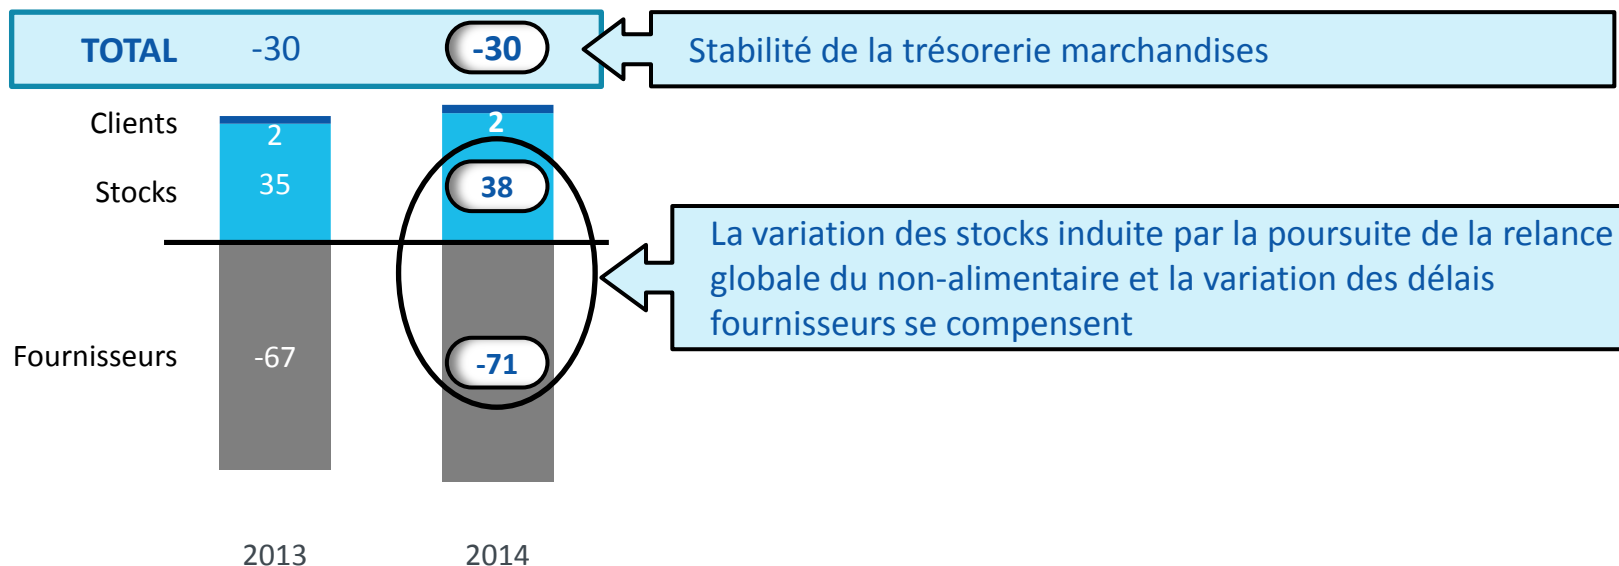 TOTAL -30 -30
Stabilité de la trésorerie marchandises
Clients 2 2
Stocks 35 38
La variation des stocks induite par la poursuite de la relance
globale du non-alimentaire et la variation des délais
fournisseurs se compensent
Fournisseurs -67 -71
2013 2014